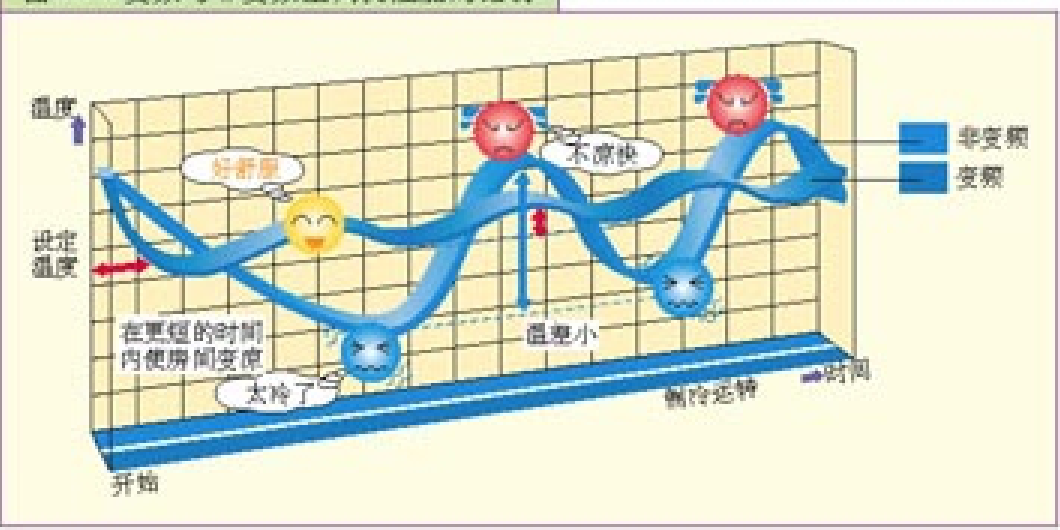 温度
好舒服
不凉快
非变频
变频
设定
温度
在更短的时间
内使房间变凉
温差小
太冷了
时间
制冷运转
开始